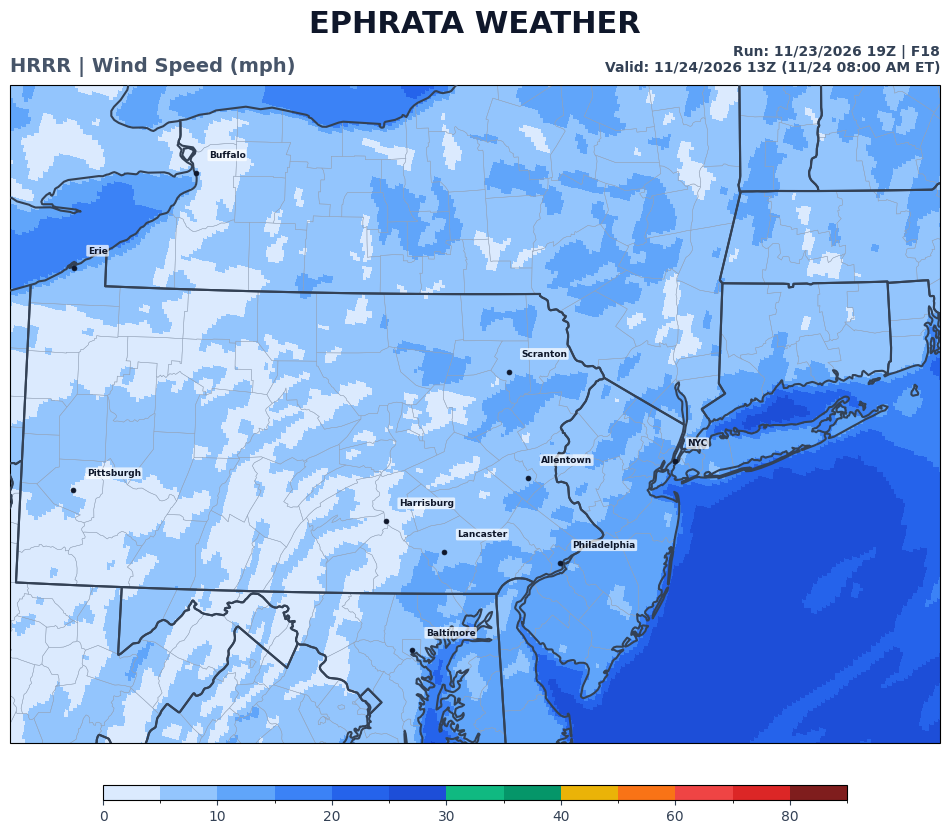 EPHRATA WEATHER
HRRR | Wind Speed (mph)
Run: 11/23/2026 19Z | F18
Valid: 11/24/2026 13Z (11/24 08:00 AM ET)
Buffalo
Erie
Scranton
NYC
Allentown
Pittsburgh
Harrisburg
Lancaster
Philadelphia
Baltimore
0 10 20 30 40 50 60 70 80